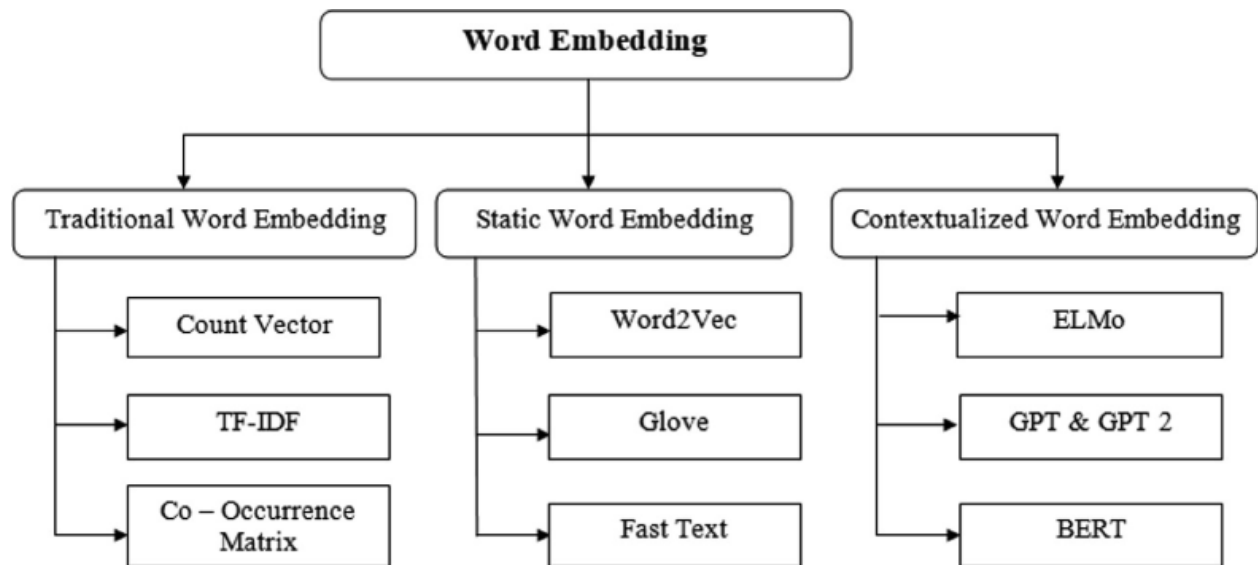 Word Embedding
Traditional Word Embedding
Static Word Embedding
Contextualized Word Embedding
Count Vector
Word2Vec
ELMo
TF-IDF
Glove
GPT & GPT 2
Co – Occurrence
Matrix
Fast Text
BERT